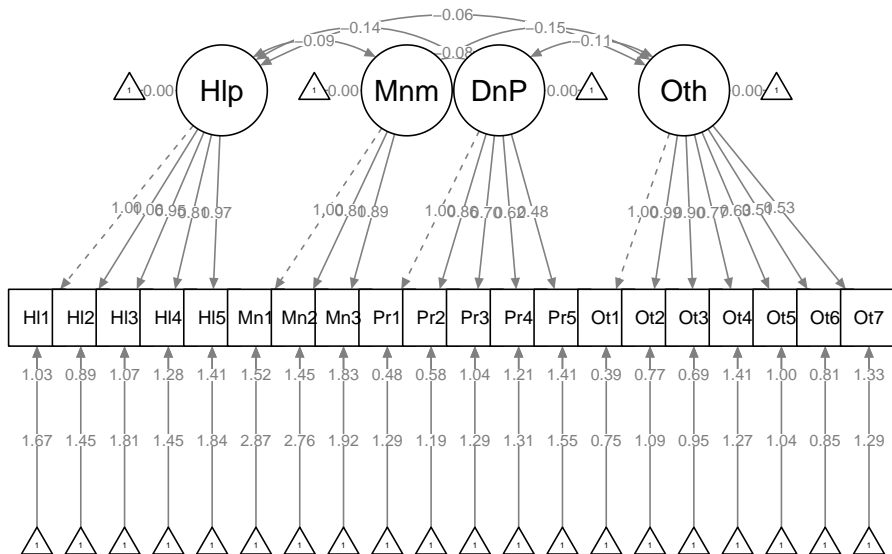 −0.06
−0.14 −0.15
−0.09 −0.08 −0.11
1 0.00 Hlp 1 0.00 Mnm DnP 0.00 1 Oth 0.00 1
1.00 1.06 0.95 0.81 0.97 1.00 0.81 0.89 1.00 0.86 0.70 0.62 0.48 1.00 0.99 0.90 0.77 0.63 0.51 0.53
Hl1 Hl2 Hl3 Hl4 Hl5 Mn1 Mn2 Mn3 Pr1 Pr2 Pr3 Pr4 Pr5 Ot1 Ot2 Ot3 Ot4 Ot5 Ot6 Ot7
1.03 0.89 1.07 1.28 1.41 1.52 1.45 1.83 0.48 0.58 1.04 1.21 1.41 0.39 0.77 0.69 1.41 1.00 0.81 1.33
1.67 1.45 1.81 1.45 1.84 2.87 2.76 1.92 1.29 1.19 1.29 1.31 1.55 0.75 1.09 0.95 1.27 1.04 0.85 1.29
1 1 1 1 1 1 1 1 1 1 1 1 1 1 1 1 1 1 1 1